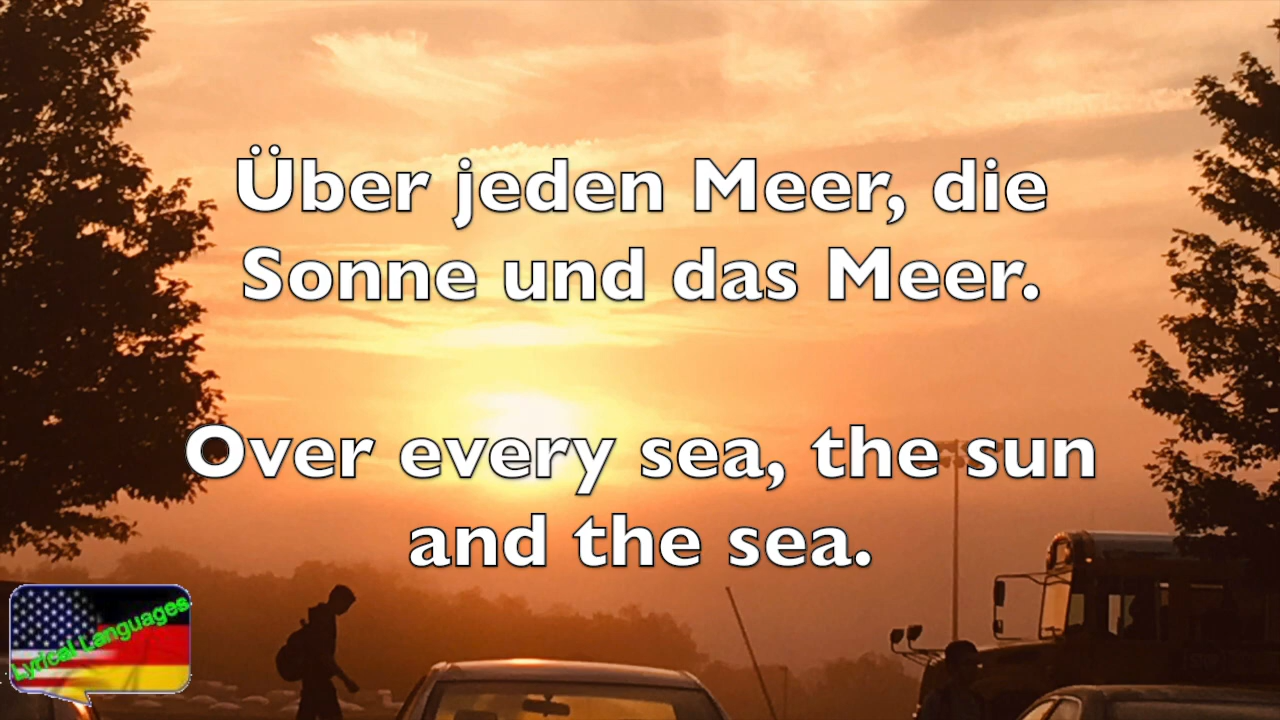 Über jeden Meer, die
Sonne und das Meer.
Over every sea, the sun
and the sea.
Lyrical Languages